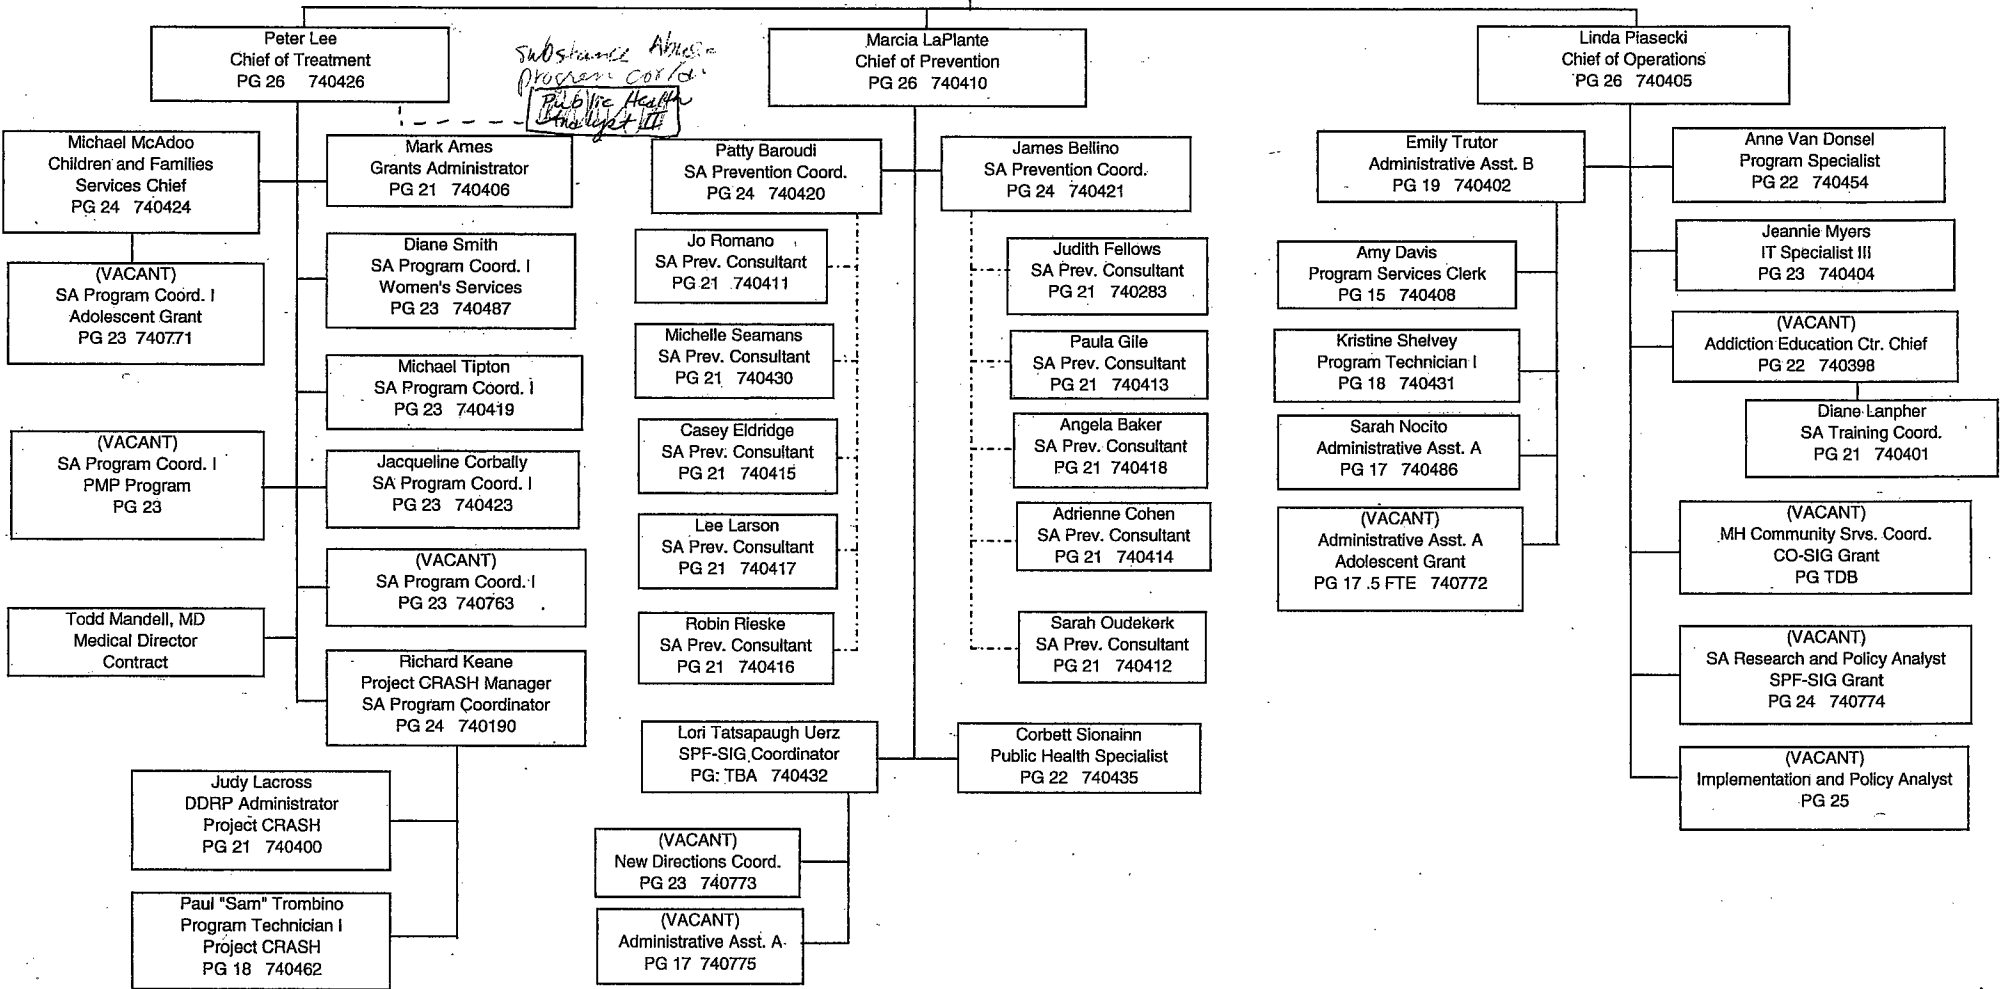 Peter Lee
Chief of Treatment
PG 26 740426
Substance Abuse
program
Public Health
Analyst II
Marcia LaPlante
Chief of Prevention
PG 26 740410
Linda Piasecki
Chief of Operations
PG 26 740405
Michael McAdoo
Children and Families
Services Chief
PG 24 740424
(VACANT)
SA Program Coord. I
Adolescent Grant
PG 23 740771
(VACANT)
SA Program Coord. I
PMP Program
PG 23
Todd Mandell, MD
Medical Director
Contract
Mark Ames
Grants Administrator
PG 21 740406
Diane Smith
SA Program Coord. I
Women's Services
PG 23 740487
Michael Tipton
SA Program Coord. I
PG 23 740419
Jacqueline Corbally
SA Program Coord. I
PG 23 740423
(VACANT)
SA Program Coord. I
PG 23 740763
Richard Keane
Project CRASH Manager
SA Program Coordinator
PG 24 740190
Judy Lacross
DDRP Administrator
Project CRASH
PG 21 740400
Paul "Sam" Trombino
Program Technician I
Project CRASH
PG 18 740462
Patty Baroudi
SA Prevention Coord.
PG 24 740420
Jo Romano
SA Prev. Consultant
PG 21 740411
Michelle Seamans
SA Prev. Consultant
PG 21 740430
Casey Eldridge
SA Prev. Consultant
PG 21 740415
Lee Larson
SA Prev. Consultant
PG 21 740417
Robin Rieske
SA Prev. Consultant
PG 21 740416
James Bellino
SA Prevention Coord.
PG 24 740421
Judith Fellows
SA Prev. Consultant
PG 21 740283
Paula Gile
SA Prev. Consultant
PG 21 740413
Angela Baker
SA Prev. Consultant
PG 21 740418
Adrienne Cohen
SA Prev. Consultant
PG 21 740414
Sarah Oudekerk
SA Prev. Consultant
PG 21 740412
Lori Tatsapaugh Uerz
SPF-SIG Coordinator
PG: TBA 740432
Corbett Sionainn
Public Health Specialist
PG 22 740435
(VACANT)
New Directions Coord.
PG 23 740773
(VACANT)
Administrative Asst. A
PG 17 740775
Emily Trutor
Administrative Asst. B
PG 19 740402
Amy Davis
Program Services Clerk
PG 15 740408
Kristine Shelvey
Program Technician I
PG 18 740431
Sarah Nocito
Administrative Asst. A
PG 17 740486
(VACANT)
Administrative Asst. A
Adolescent Grant
PG 17 .5 FTE 740772
Anne Van Donsel
Program Specialist
PG 22 740454
Jeannie Myers
IT Specialist III
PG 23 740404
(VACANT)
Addiction Education Ctr. Chief
PG 22 740398
Diane Lanpher
SA Training Coord.
PG 21 740401
(VACANT)
MH Community Srvs. Coord.
CO-SIG Grant
PG TDB
(VACANT)
SA Research and Policy Analyst
SPF-SIG Grant
PG 24 740774
(VACANT)
Implementation and Policy Analyst
PG 25